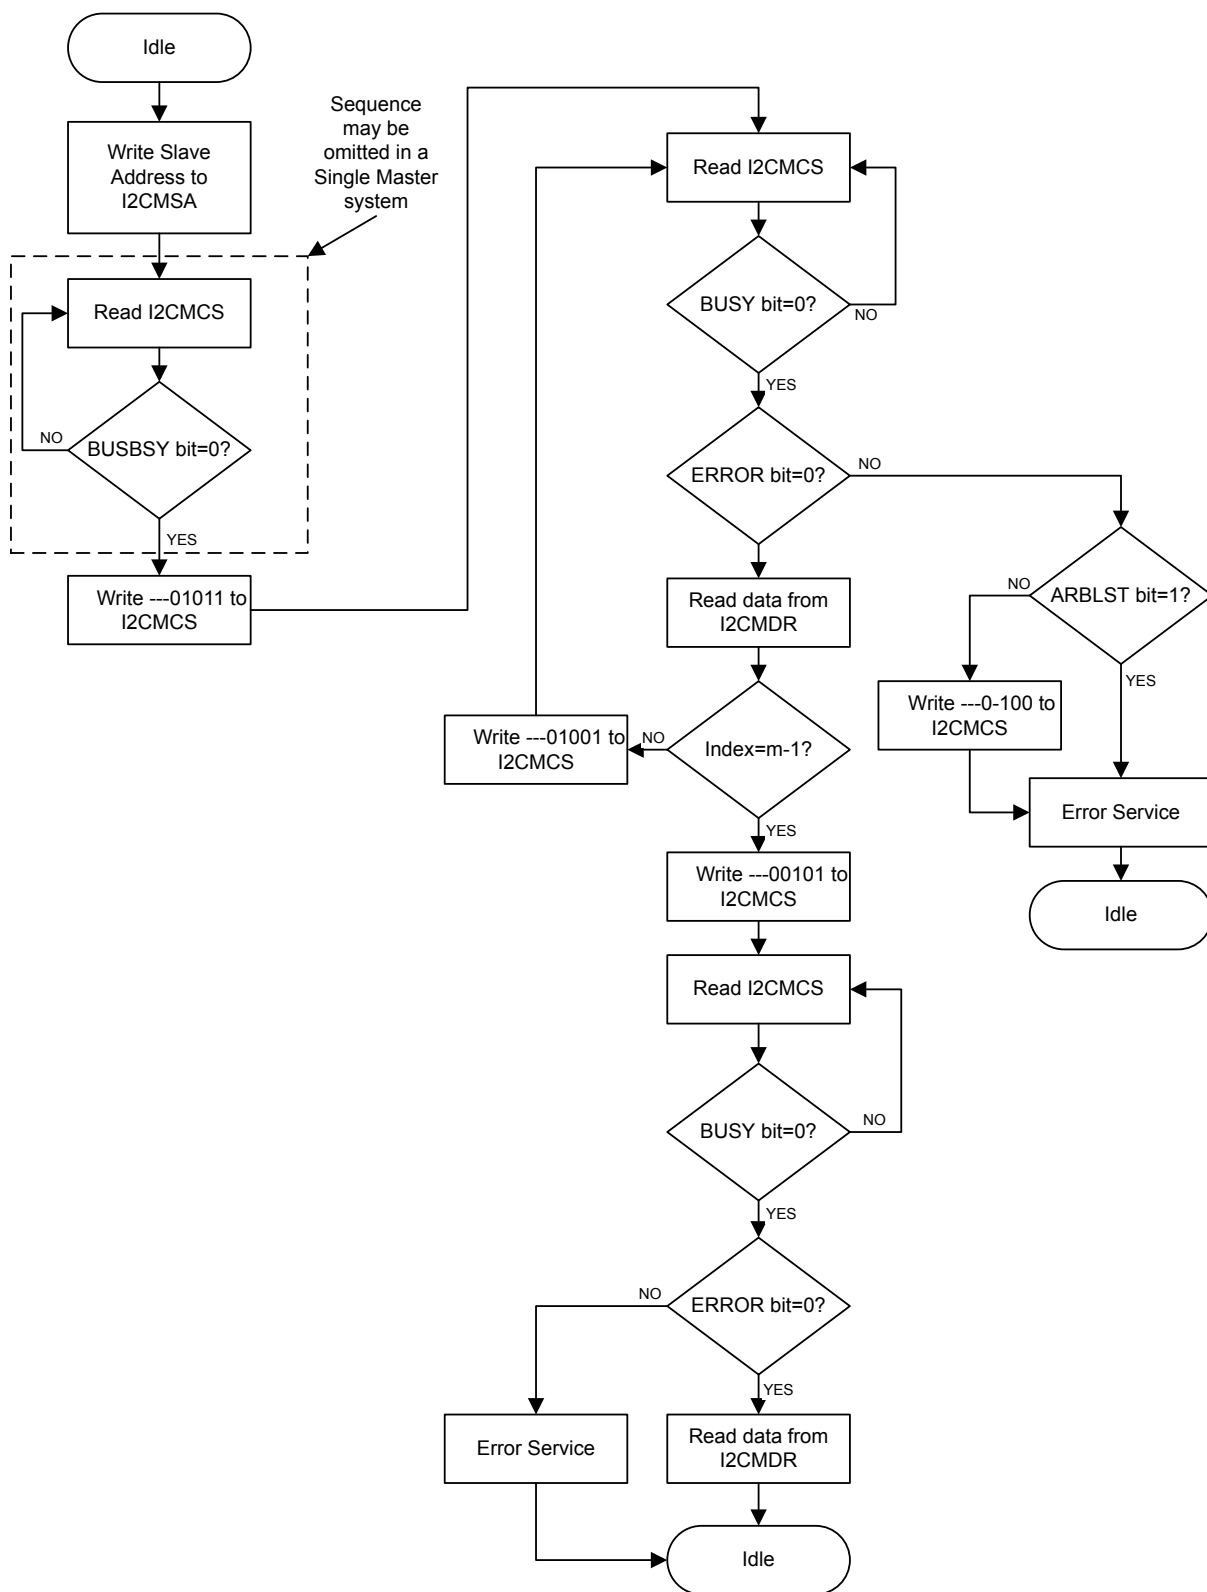 Idle
Write Slave
Address to
I2CMSA
Sequence
may be
omitted in a
Single Master
system
Read I2CMCS
BUSBSY bit=0?
NO
YES
Write ---01011 to
I2CMCS
Read I2CMCS
BUSY bit=0?
NO
YES
ERROR bit=0?
NO
Read data from
I2CMDR
ARBLST bit=1?
NO
YES
Write ---0-100 to
I2CMCS
Error Service
Idle
Index=m-1?
NO
Write ---01001 to
I2CMCS
YES
Write ---00101 to
I2CMCS
Read I2CMCS
BUSY bit=0?
NO
YES
ERROR bit=0?
NO
YES
Error Service
Read data from
I2CMDR
Idle